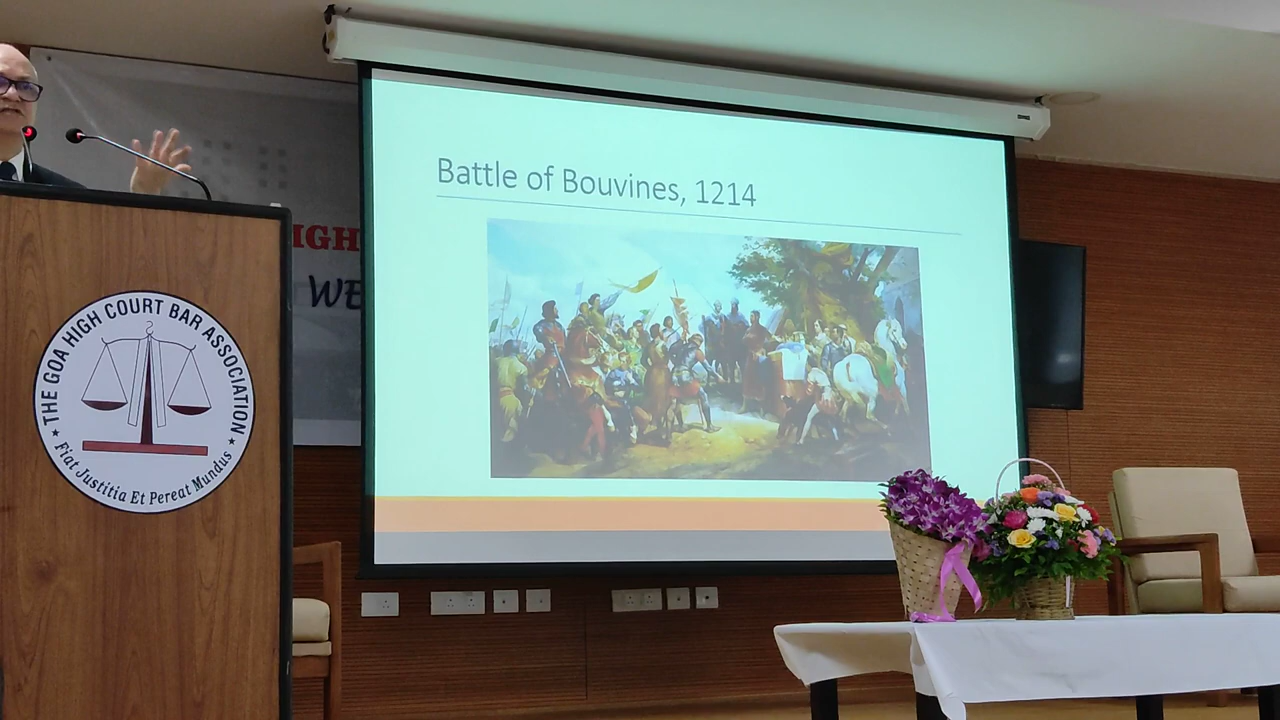 Battle of Bouvines, 1214
IGH
WE
THE GOA HIGH COURT BAR ASSOCIATION
★ Fiat Justitia Et Pereat Mundus ★